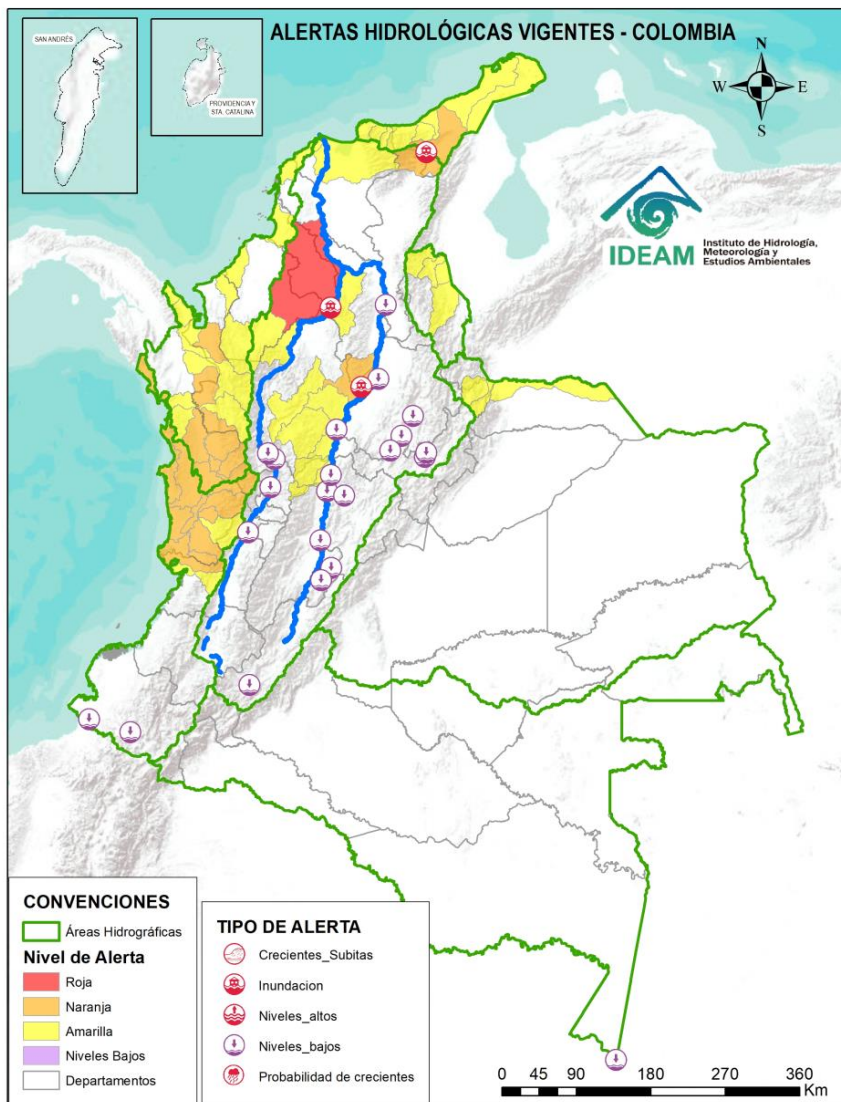 ALERTAS HIDROLÓGICAS VIGENTES - COLOMBIA
SAN ANDRÉS
PROVIDENCIA Y
STA. CATALINA
N
W
E
S
IDEAM
Instituto de Hidrología,
Meteorología y
Estudios Ambientales
CONVENCIONES
Áreas Hidrográficas
Nivel de Alerta
Roja
Naranja
Amarilla
Niveles Bajos
Departamentos
TIPO DE ALERTA
Crecientes_Subitas
Inundacion
Niveles_altos
Niveles_bajos
Probabilidad de crecientes
0 45 90 180 270 360
Km